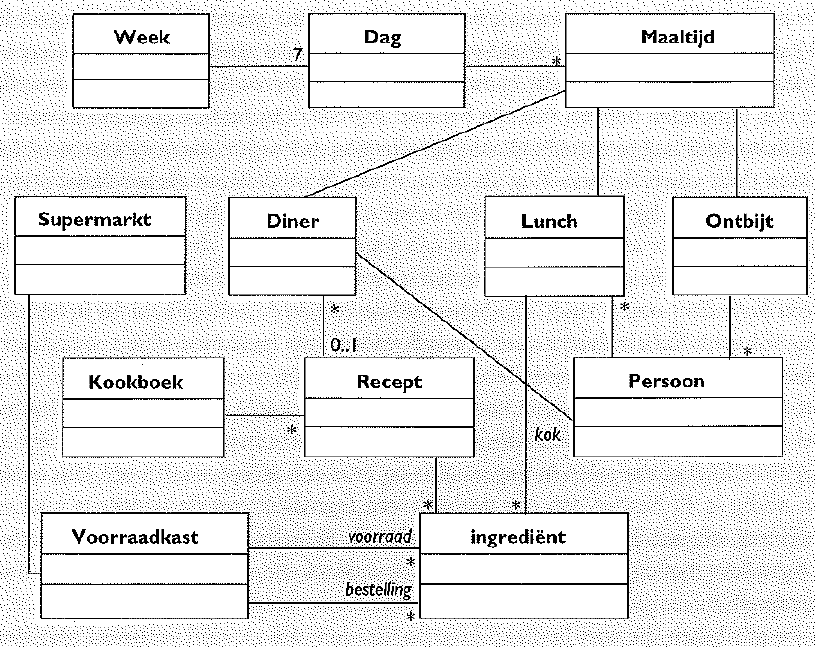 Week
7
Dag
*
Maaltijd
Supermarkt
Diner
Lunch
Ontbijt
*
*
0..1
*
Kookboek
*
Recept
Persoon
kok
*
*
Voorraadkast
voorraad
*
bestelling
*
ingrediënt